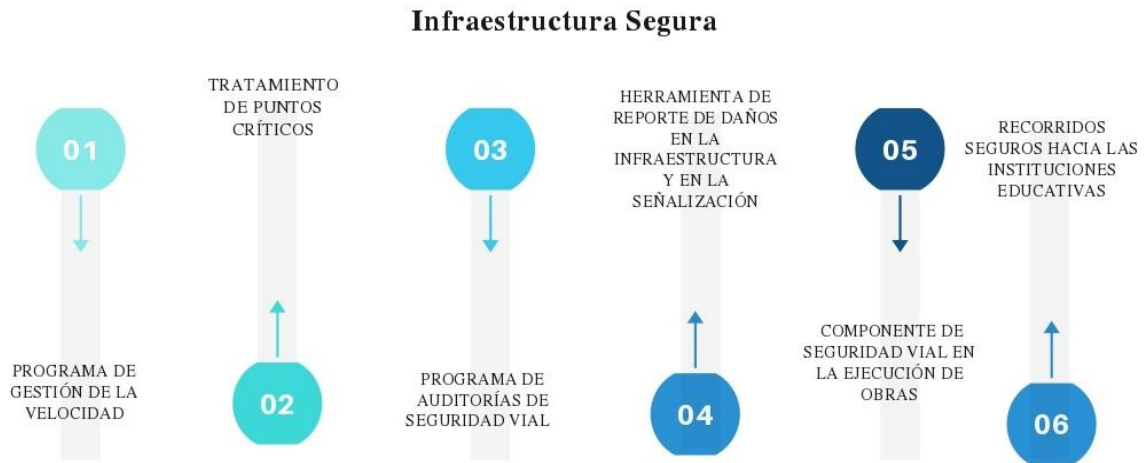 Infraestructura Segura
01
PROGRAMA DE
GESTIÓN DE LA
VELOCIDAD
TRATAMIENTO
DE PUNTOS
CRÍTICOS
02
03
PROGRAMA DE
AUDITORÍAS DE
SEGURIDAD VIAL
HERRAMIENTA DE
REPORTE DE DAÑOS
EN LA
INFRAESTRUCTURA
Y EN LA
SEÑALIZACIÓN
04
05
COMPONENTE DE
SEGURIDAD VIAL EN
LA EJECUCIÓN DE
OBRAS
RECORRIDOS
SEGUROS HACIA LAS
INSTITUCIONES
EDUCATIVAS
06